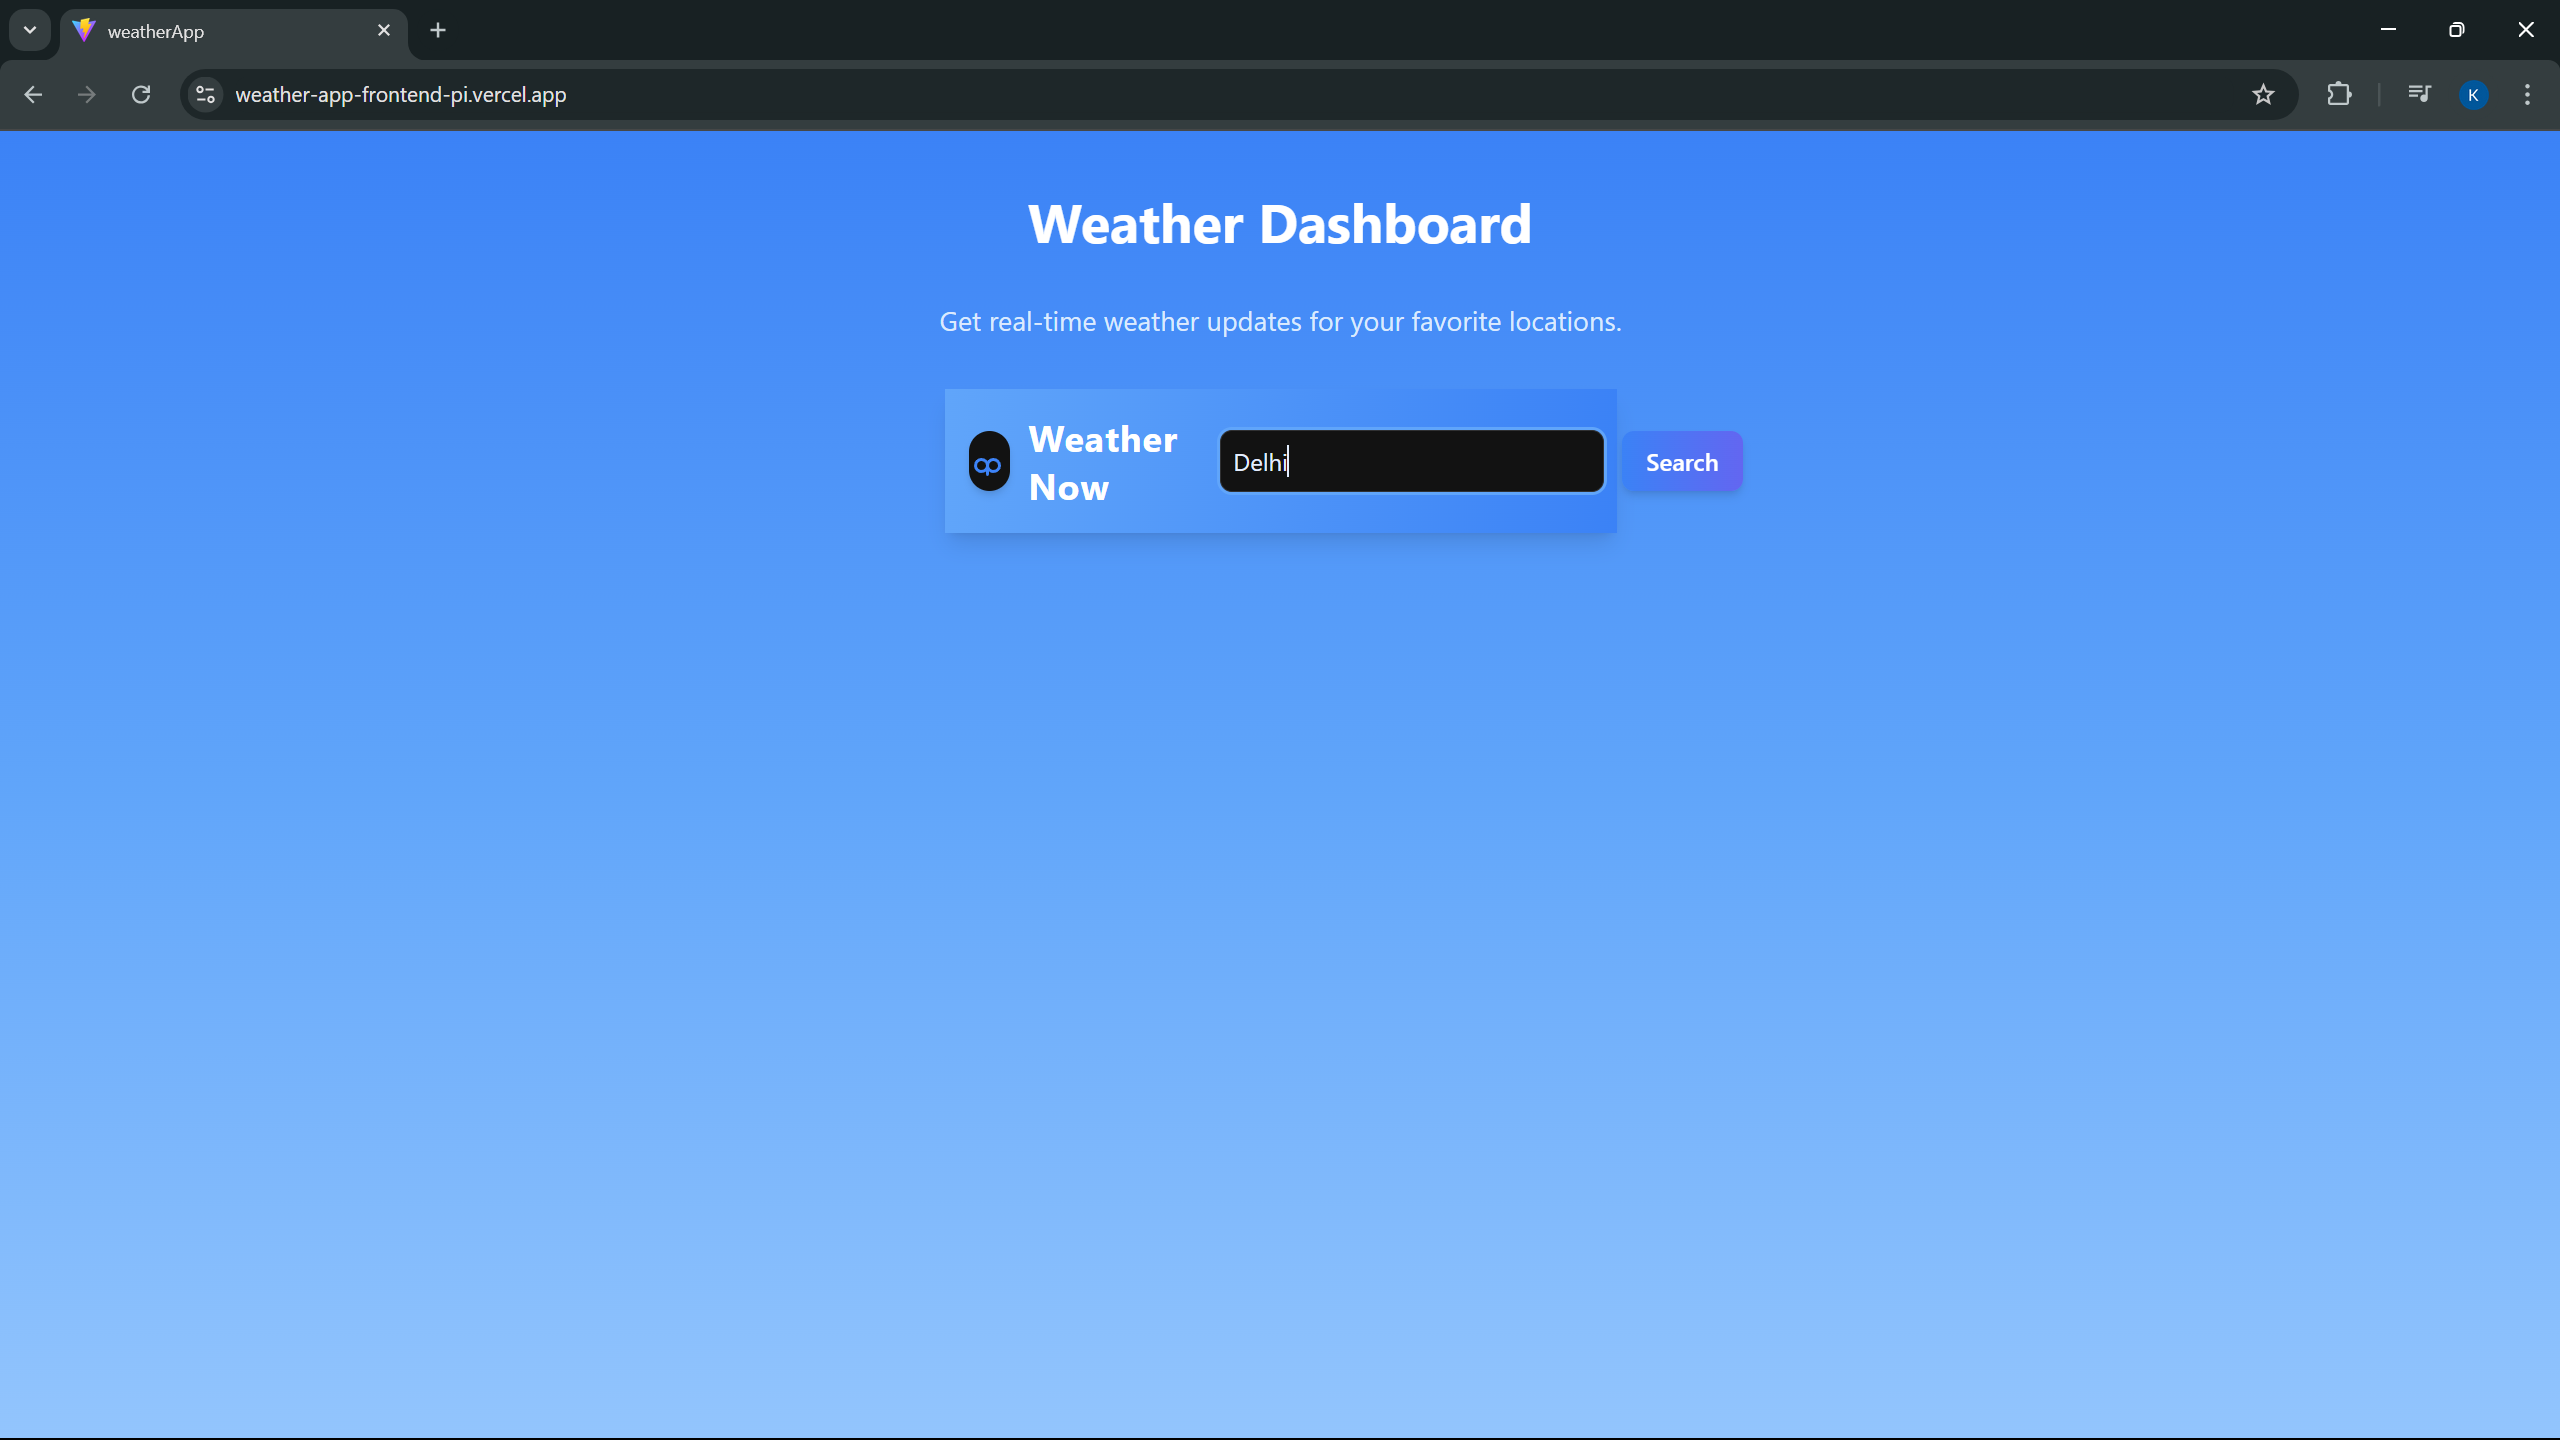 weatherApp
weather-app-frontend-pi.vercel.app
K
Weather Dashboard
Get real-time weather updates for your favorite locations.
Weather
Now
Delhi
Search